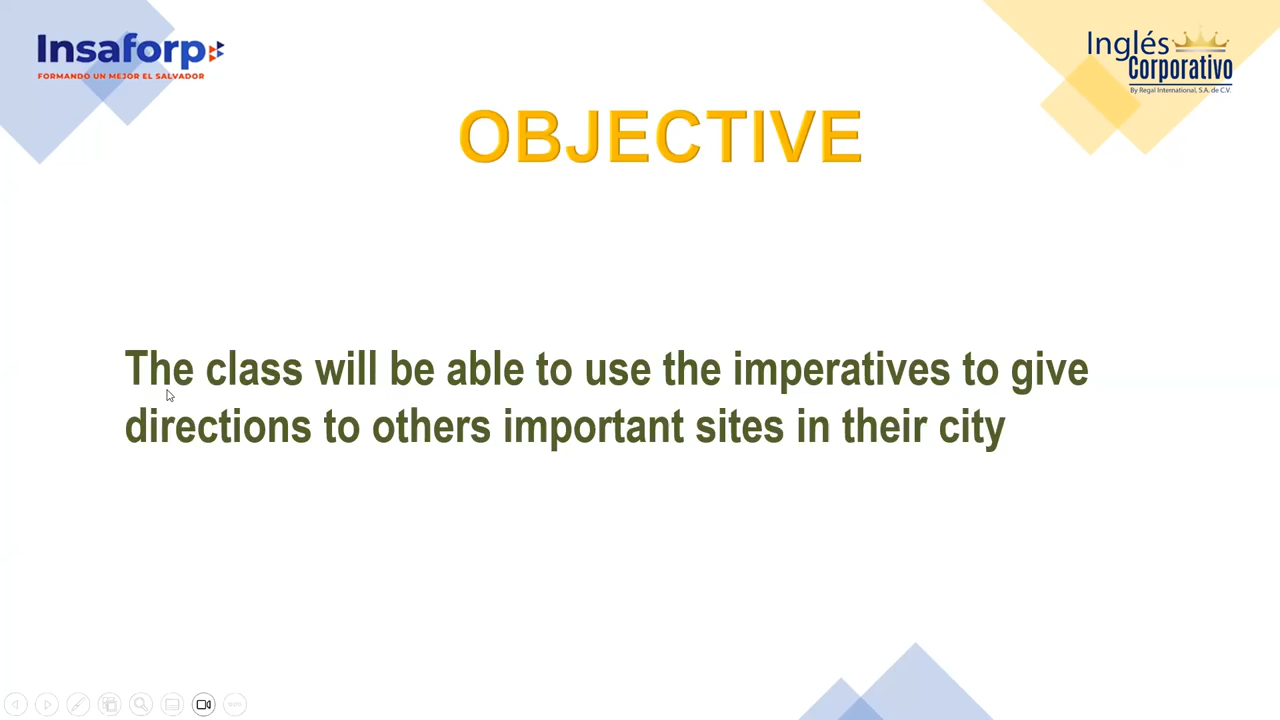 Insaforp
FORMANDO UN MEJOR EL SALVADOR
Inglés
Corporativo
By Regal International, S.A. de C.V.
OBJECTIVE
The class will be able to use the imperatives to give
directions to others important sites in their city